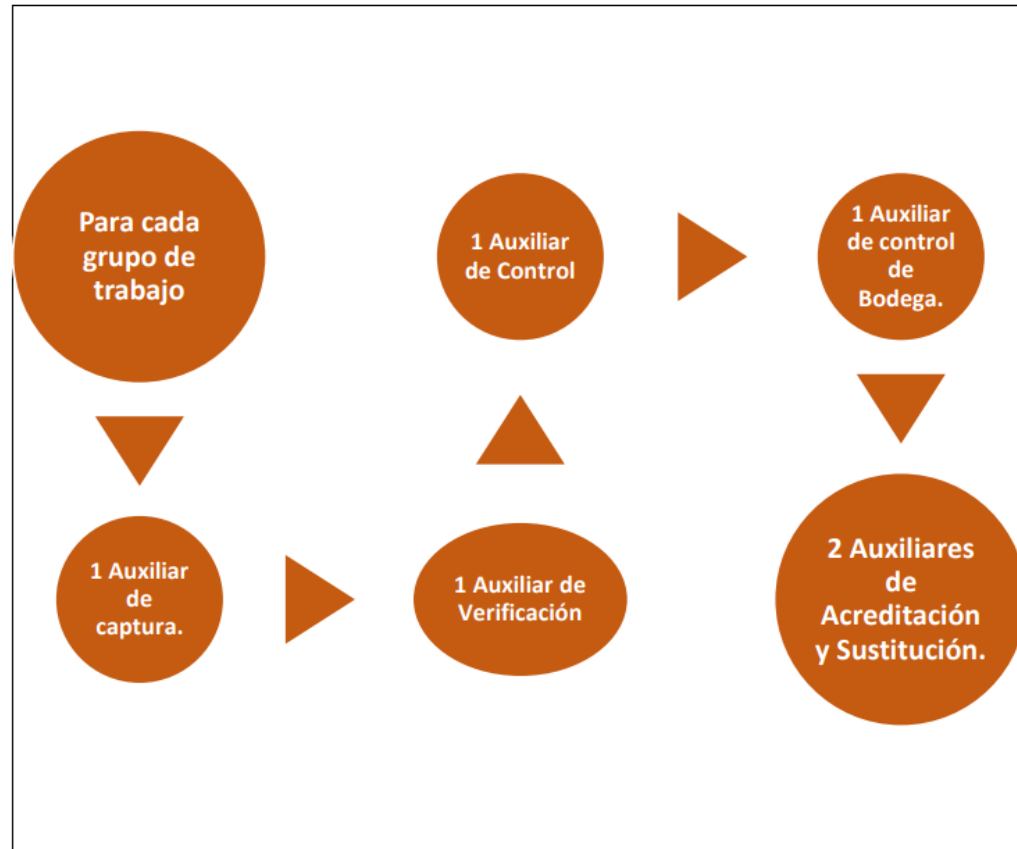 Para cada
grupo de
trabajo
1 Auxiliar
de
captura.
1 Auxiliar de
Verificación
1 Auxiliar
de Control
1 Auxiliar
de control
de
Bodega.
2 Auxiliares
de
Acreditación
y Sustitución.